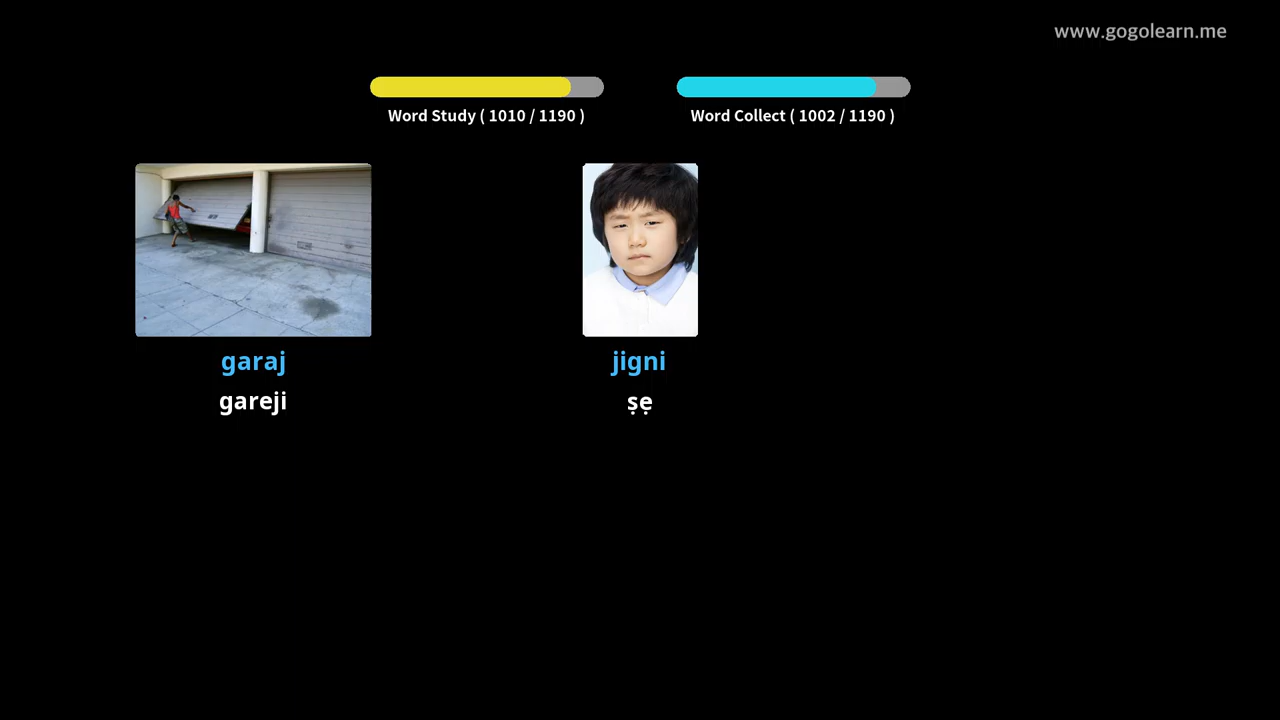 www.gogolearn.me
Word Study ( 1010 / 1190 )
Word Collect ( 1002 / 1190 )
garaj
gareji
jigni
ṣẹ